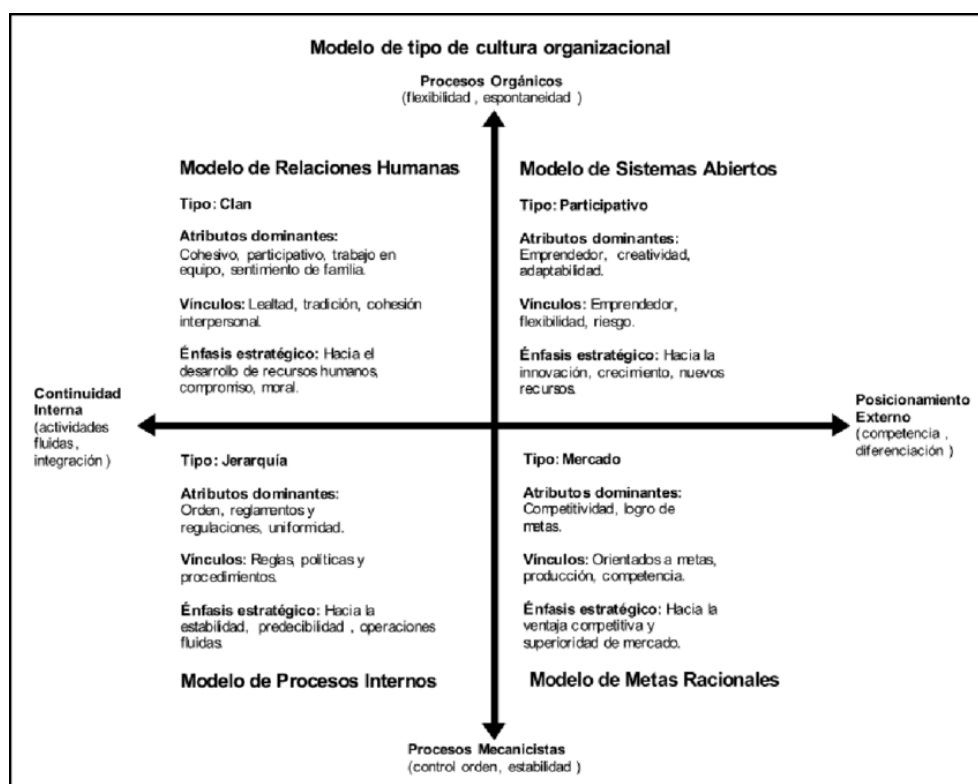 Modelo de tipo de cultura organizacional
Procesos Orgánicos
(flexibilidad , espontaneidad )
Modelo de Relaciones Humanas
Tipo: Clan
Atributos dominantes:
Cohesivo, participativo, trabajo en
equipo, sentimiento de familia.
Vínculos: Lealtad, tradición, cohesión
interpersonal.
Énfasis estratégico: Hacia el
desarrollo de recursos humanos,
compromiso, moral.
Modelo de Sistemas Abiertos
Tipo: Participativo
Atributos dominantes:
Emprendedor, creatividad,
adaptabilidad.
Vínculos: Emprendedor,
flexibilidad, riesgo.
Énfasis estratégico: Hacia la
innovación, crecimiento, nuevos
recursos.
Continuidad
Interna
(actividades
fluidas ,
integración )
Posicionamiento
Externo
(competencia ,
diferenciación )
Tipo: Jerarquía
Atributos dominantes:
Orden, reglamentos y
regulaciones, uniformidad.
Vínculos: Reglas, políticas y
procedimientos.
Énfasis estratégico: Hacia la
estabilidad, predecibilidad , operaciones
fluidas.
Modelo de Procesos Internos
Tipo: Mercado
Atributos dominantes:
Competitividad, logro de
metas.
Vínculos: Orientados a metas,
producción, competencia.
Énfasis estratégico: Hacia la
ventaja competitiva y
superioridad de mercado.
Modelo de Metas Racionales
Procesos Mecanicistas
(control orden, estabilidad )